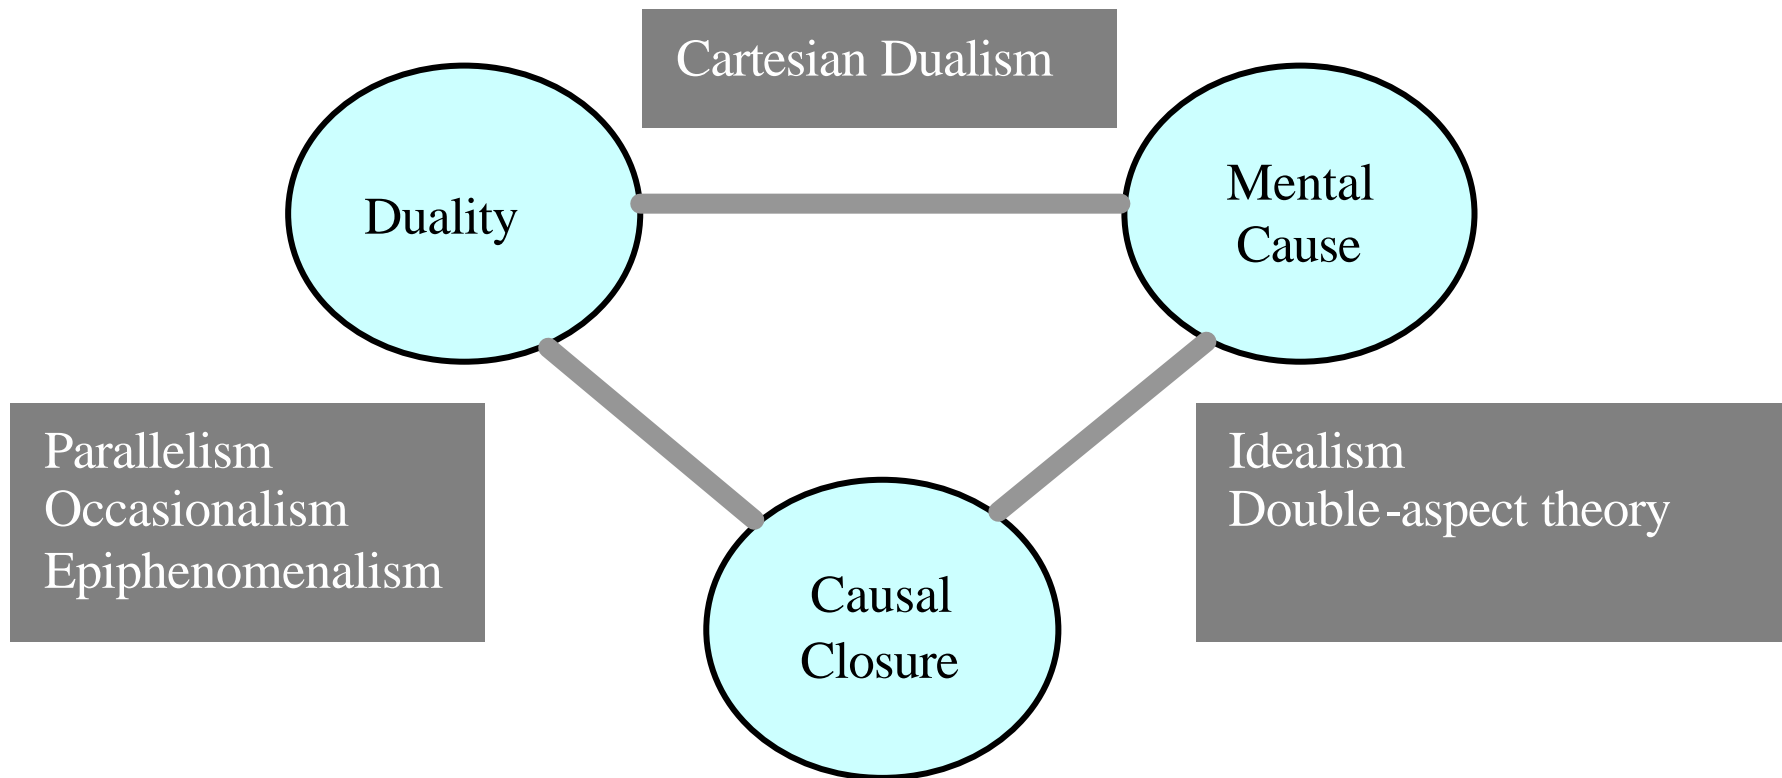 Cartesian Dualism
Duality
Mental
Cause
Parallelism
Occasionalism
Epiphenomenalism
Idealism
Double-aspect theory
Causal
Closure